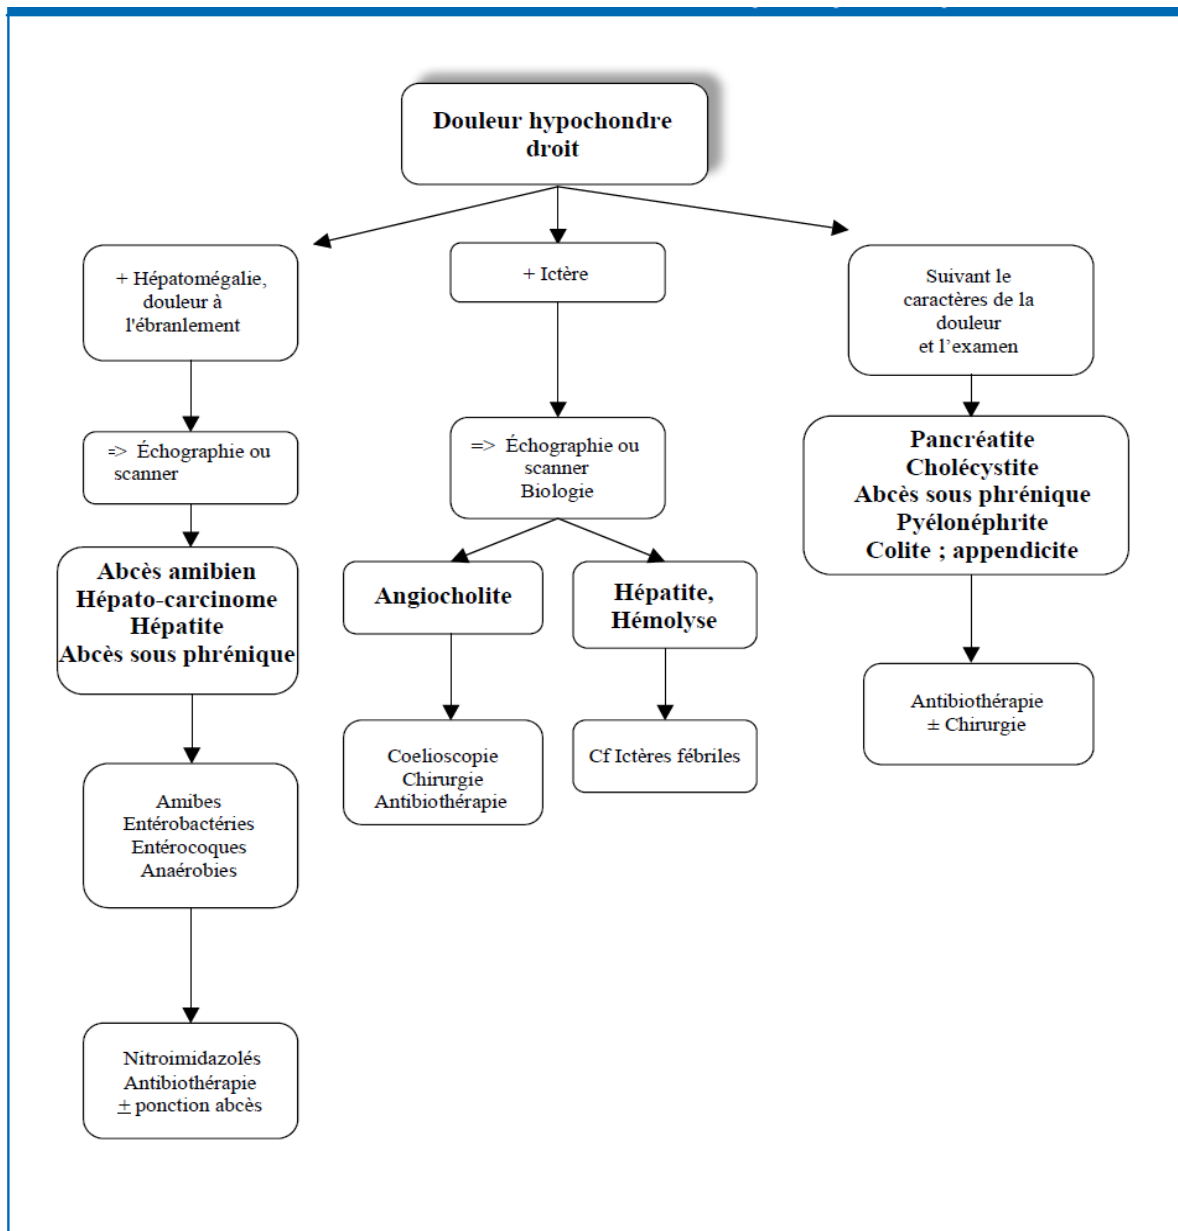 Douleur hypochondre
droit
+ Hépatomégalie,
douleur à
l'ébranlement
+ Ictère
Suivant le
caractères de la
douleur
et l’examen
=> Échographie ou
scanner
=> Échographie ou
scanner
Biologie
Pancréatite
Cholécystite
Abcès sous phrénique
Pyélonéphrite
Colite ; appendicite
Abcès amibien
Hépato-carcinome
Hépatite
Abcès sous phrénique
Angiocholite
Hépatite,
Hémolyse
Antibiothérapie
± Chirurgie
Coelioscopie
Chirurgie
Antibiothérapie
Cf Ictères fébriles
Amibes
Entérobactéries
Entérocoques
Anaérobies
Nitroimidazolés
Antibiothérapie
± ponction abcès